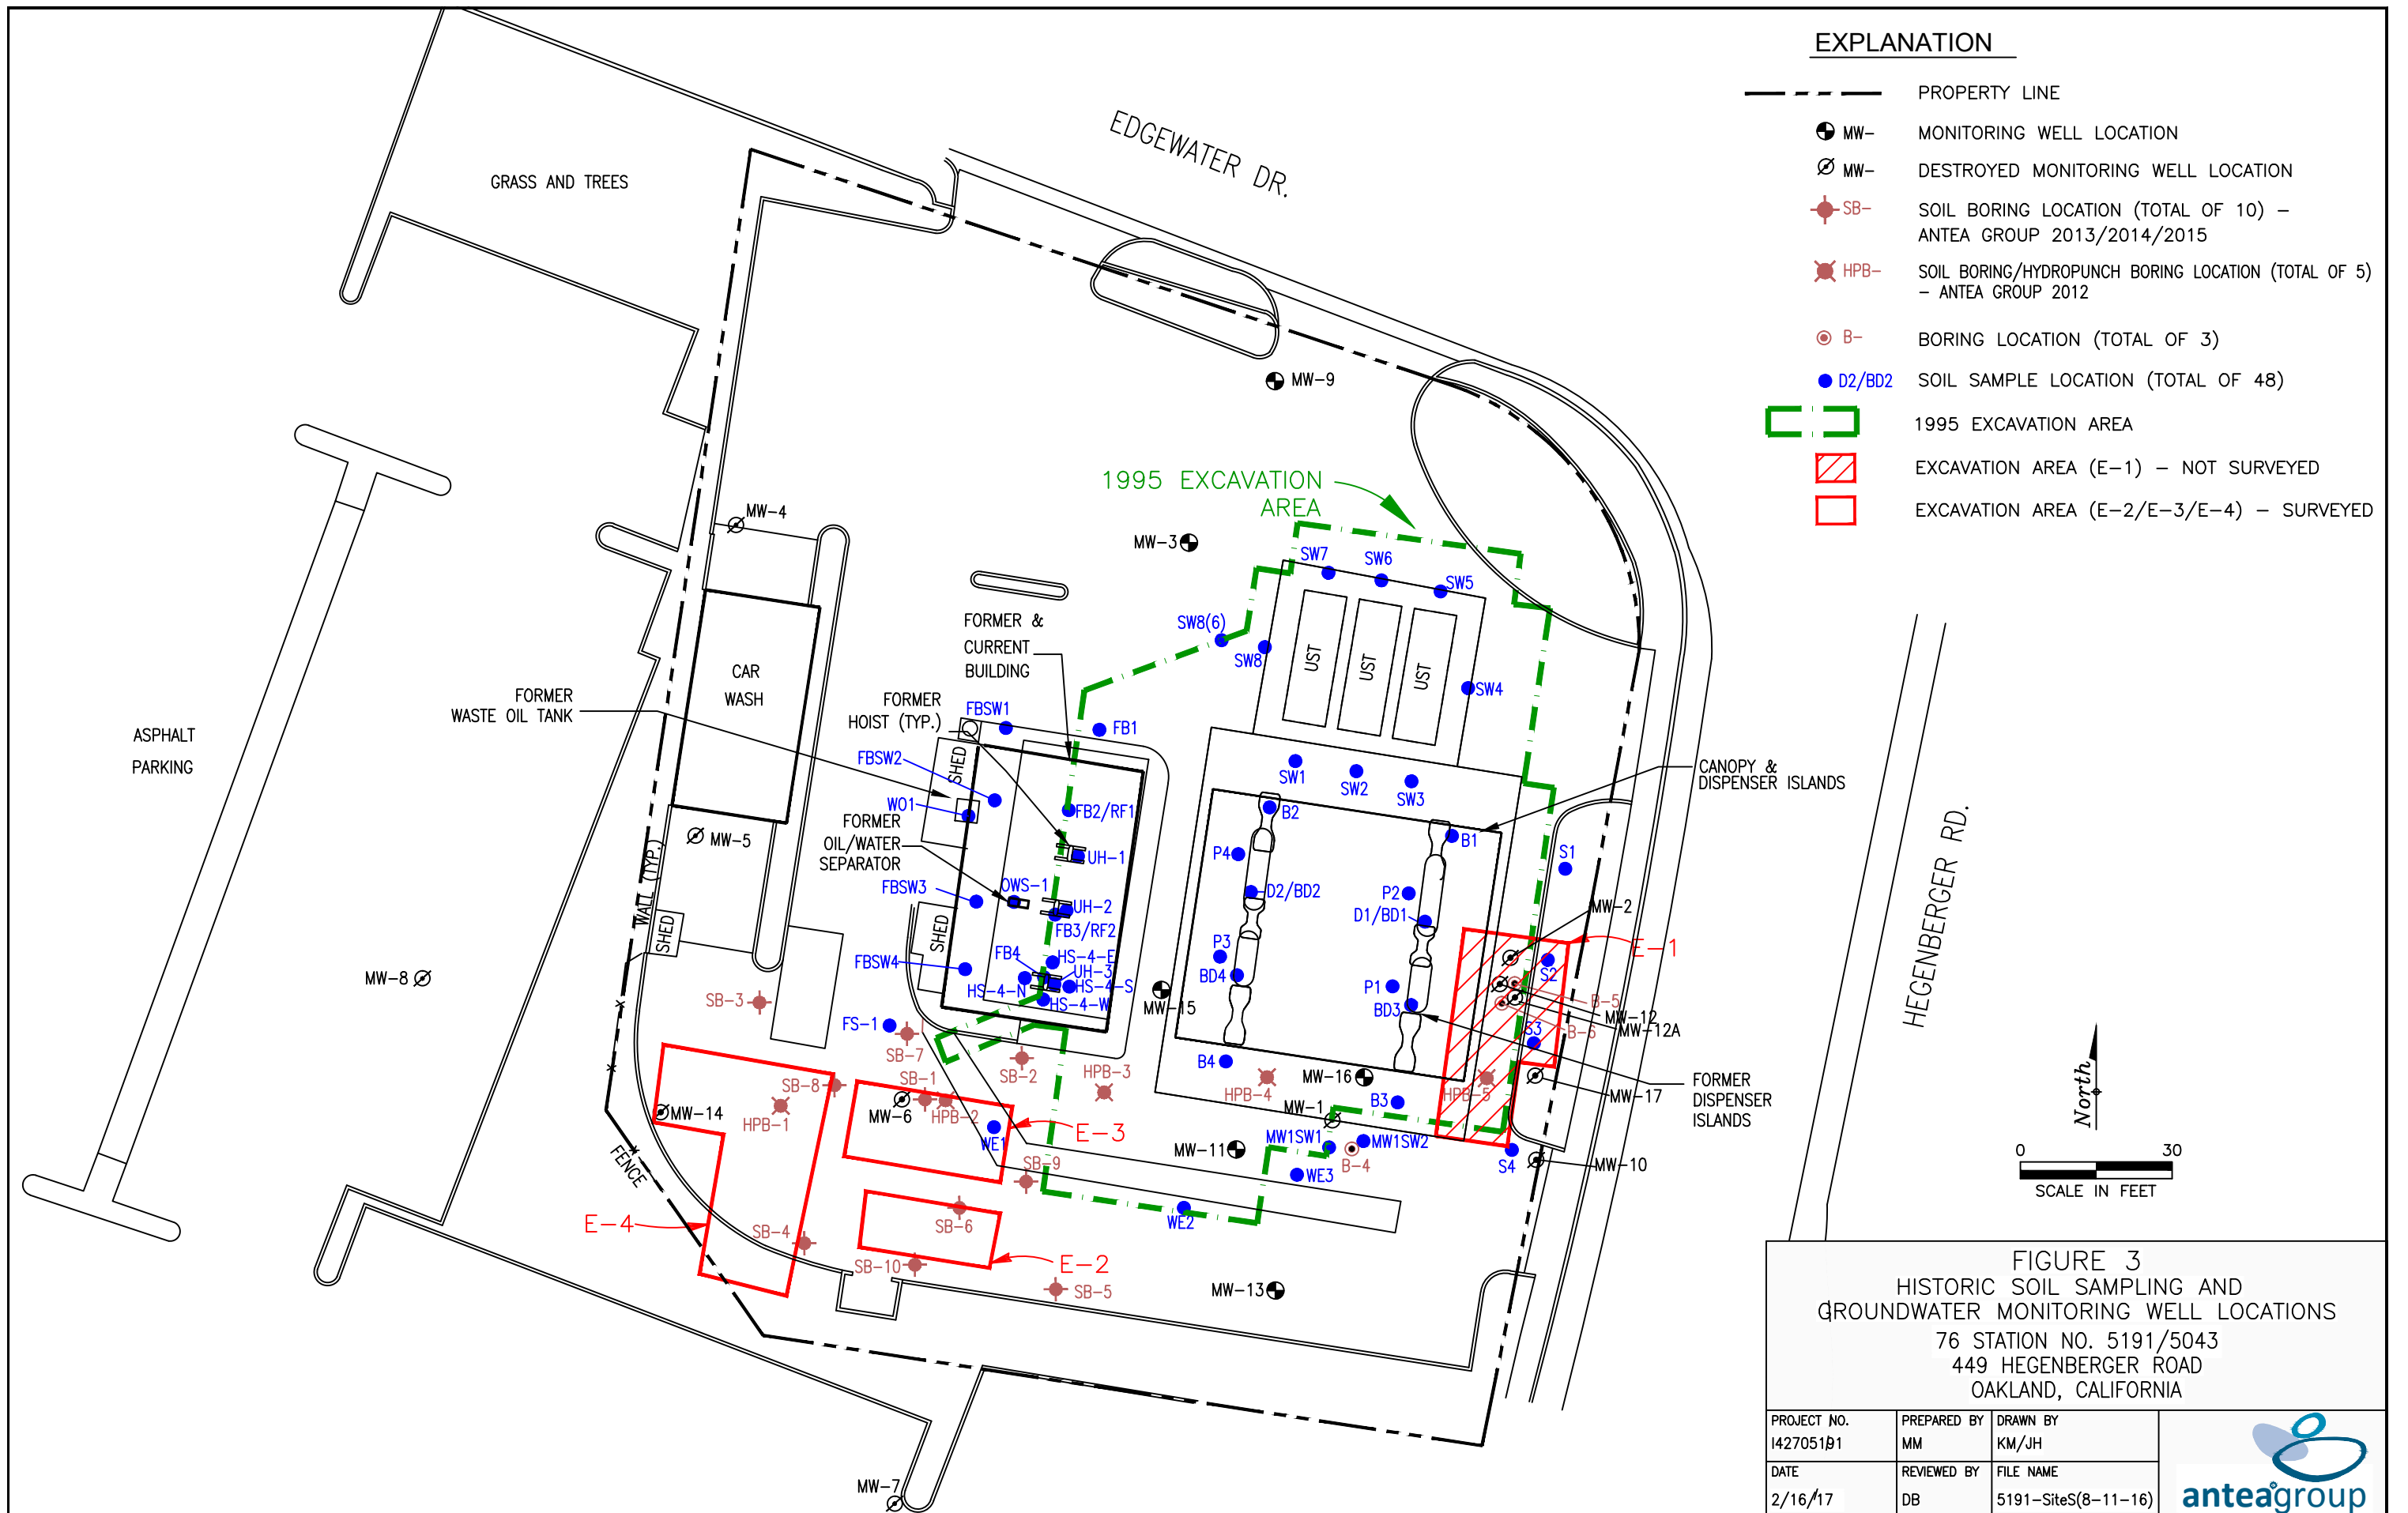 EXPLANATION
PROPERTY LINE
MW- MONITORING WELL LOCATION
MW- DESTROYED MONITORING WELL LOCATION
SB- SOIL BORING LOCATION (TOTAL OF 10) -
ANTEA GROUP 2013/2014/2015
HPB- SOIL BORING/HYDROPUNCH BORING LOCATION (TOTAL OF 5)
- ANTEA GROUP 2012
B- BORING LOCATION (TOTAL OF 3)
D2/BD2 SOIL SAMPLE LOCATION (TOTAL OF 48)
1995 EXCAVATION AREA
EXCAVATION AREA (E-1) - NOT SURVEYED
EXCAVATION AREA (E-2/E-3/E-4) - SURVEYED
EDGEWATER DR.
GRASS AND TREES
MW-9
1995 EXCAVATION
AREA
MW-4
MW-3
SW7
SW6
SW5
FORMER &
CURRENT
BUILDING
SW8(6)
SW8
UST
UST
UST
SW4
CAR
WASH
FORMER
WASTE OIL TANK
FORMER
HOIST (TYP.)
FBSW1
FB1
ASPHALT
PARKING
FBSW2
SHED
SW1
SW2
SW3
CANOPY &
DISPENSER ISLANDS
WO1
FB2/RF1
B2
B1
FORMER
OIL/WATER
SEPARATOR
MW-5
UH-1
P4
S1
WALL (TYP.)
FBSW3
OWS-1
D2/BD2
P2
HEGENBERGER RD.
UH-2
D1/BD1
MW-2
FB3/RF2
SHED
SHED
P3
E-1
FB4
HS-4-E
FBSW4
UH-3
S2
MW-8
BD4
HS-4-N
HS-4-S
P1
SB-3
HS-4-W
MW-15
BD3
B-5
MW-12
FS-1
B-6
MW-12A
S3
SB-7
B4
SB-8
SB-1
SB-2
HPB-3
HPB-4
MW-16
HPB-5
FORMER
DISPENSER
ISLANDS
MW-17
MW-14
HPB-1
MW-6
HPB-2
MW-1
B3
WE1
E-3
MW1SW1
MW1SW2
MW-11
B-4
S4
MW-10
FENCE
SB-9
WE3
North
0 30
SCALE IN FEET
E-4
SB-4
SB-6
WE2
SB-10
E-2
SB-5
MW-13
MW-7
FIGURE 3
HISTORIC SOIL SAMPLING AND
GROUNDWATER MONITORING WELL LOCATIONS
76 STATION NO. 5191/5043
449 HEGENBERGER ROAD
OAKLAND, CALIFORNIA
PROJECT NO. PREPARED BY DRAWN BY
I42705191 MM KM/JH
DATE REVIEWED BY FILE NAME
2/16/17 DB 5191-SiteS(8-11-16)
anteagroup